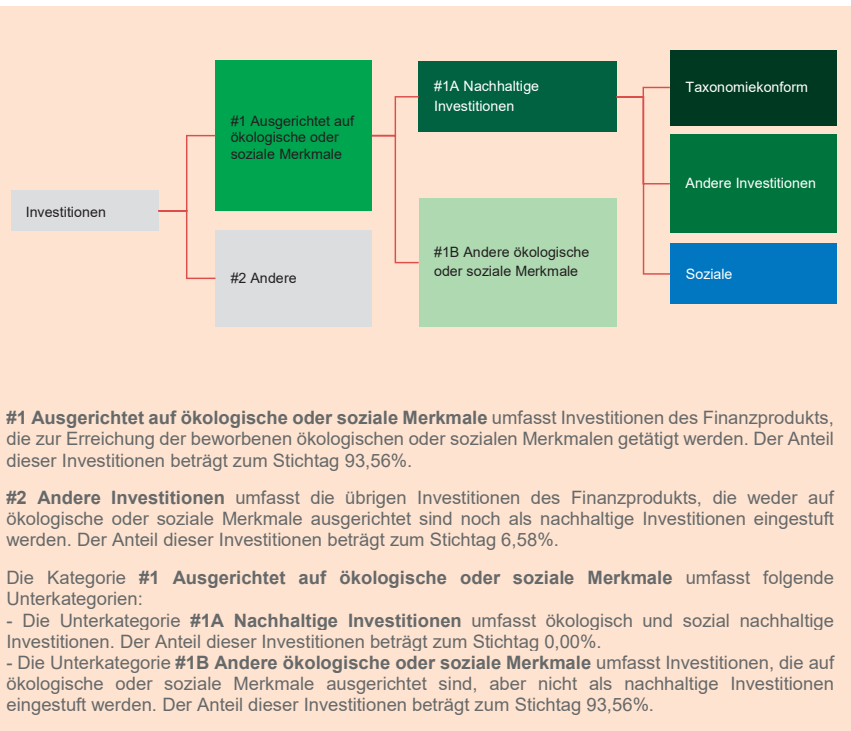 Investitionen
#1 Ausgerichtet auf
ökologische oder
soziale Merkmale
#2 Andere
#1A Nachhaltige
Investitionen
#1B Andere ökologische
oder soziale Merkmale
Taxonomiekonform
Andere Investitionen
Soziale
#1 Ausgerichtet auf ökologische oder soziale Merkmale umfasst Investitionen des Finanzprodukts,
die zur Erreichung der beworbenen ökologischen oder sozialen Merkmalen getätigt werden. Der Anteil
dieser Investitionen beträgt zum Stichtag 93,56%.
#2 Andere Investitionen umfasst die übrigen Investitionen des Finanzprodukts, die weder auf
ökologische oder soziale Merkmale ausgerichtet sind noch als nachhaltige Investitionen eingestuft
werden. Der Anteil dieser Investitionen beträgt zum Stichtag 6,58%.
Die Kategorie #1 Ausgerichtet auf ökologische oder soziale Merkmale umfasst folgende
Unterkategorien:
- Die Unterkategorie #1A Nachhaltige Investitionen umfasst ökologisch und sozial nachhaltige
Investitionen. Der Anteil dieser Investitionen beträgt zum Stichtag 0,00%.
- Die Unterkategorie #1B Andere ökologische oder soziale Merkmale umfasst Investitionen, die auf
ökologische oder soziale Merkmale ausgerichtet sind, aber nicht als nachhaltige Investitionen
eingestuft werden. Der Anteil dieser Investitionen beträgt zum Stichtag 93,56%.